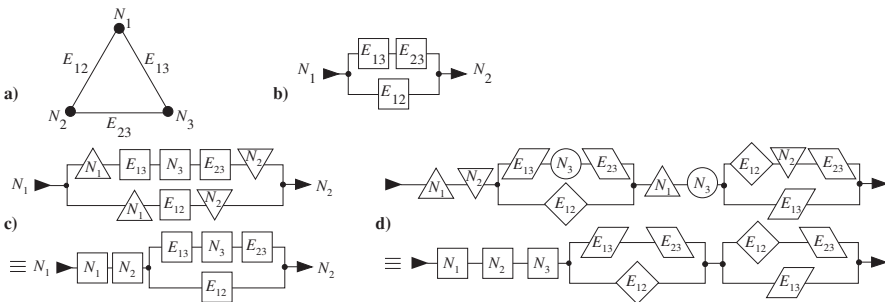 N1
E12 E13
a)
N2 E23 N3
b)
E13 E23
N1 N2
E12
N1 E13 N3 E23 N2
N1 N2
N1 E12 N2
c)
E13 N3 E23
≡ N1 N1 N2 N2
E12
E13 N3 E23 E12 N2 E23
N1 N2 N1 N3
E12 E13
d)
E13 E23 E12 E23
≡ N1 N2 N3
E12 E13